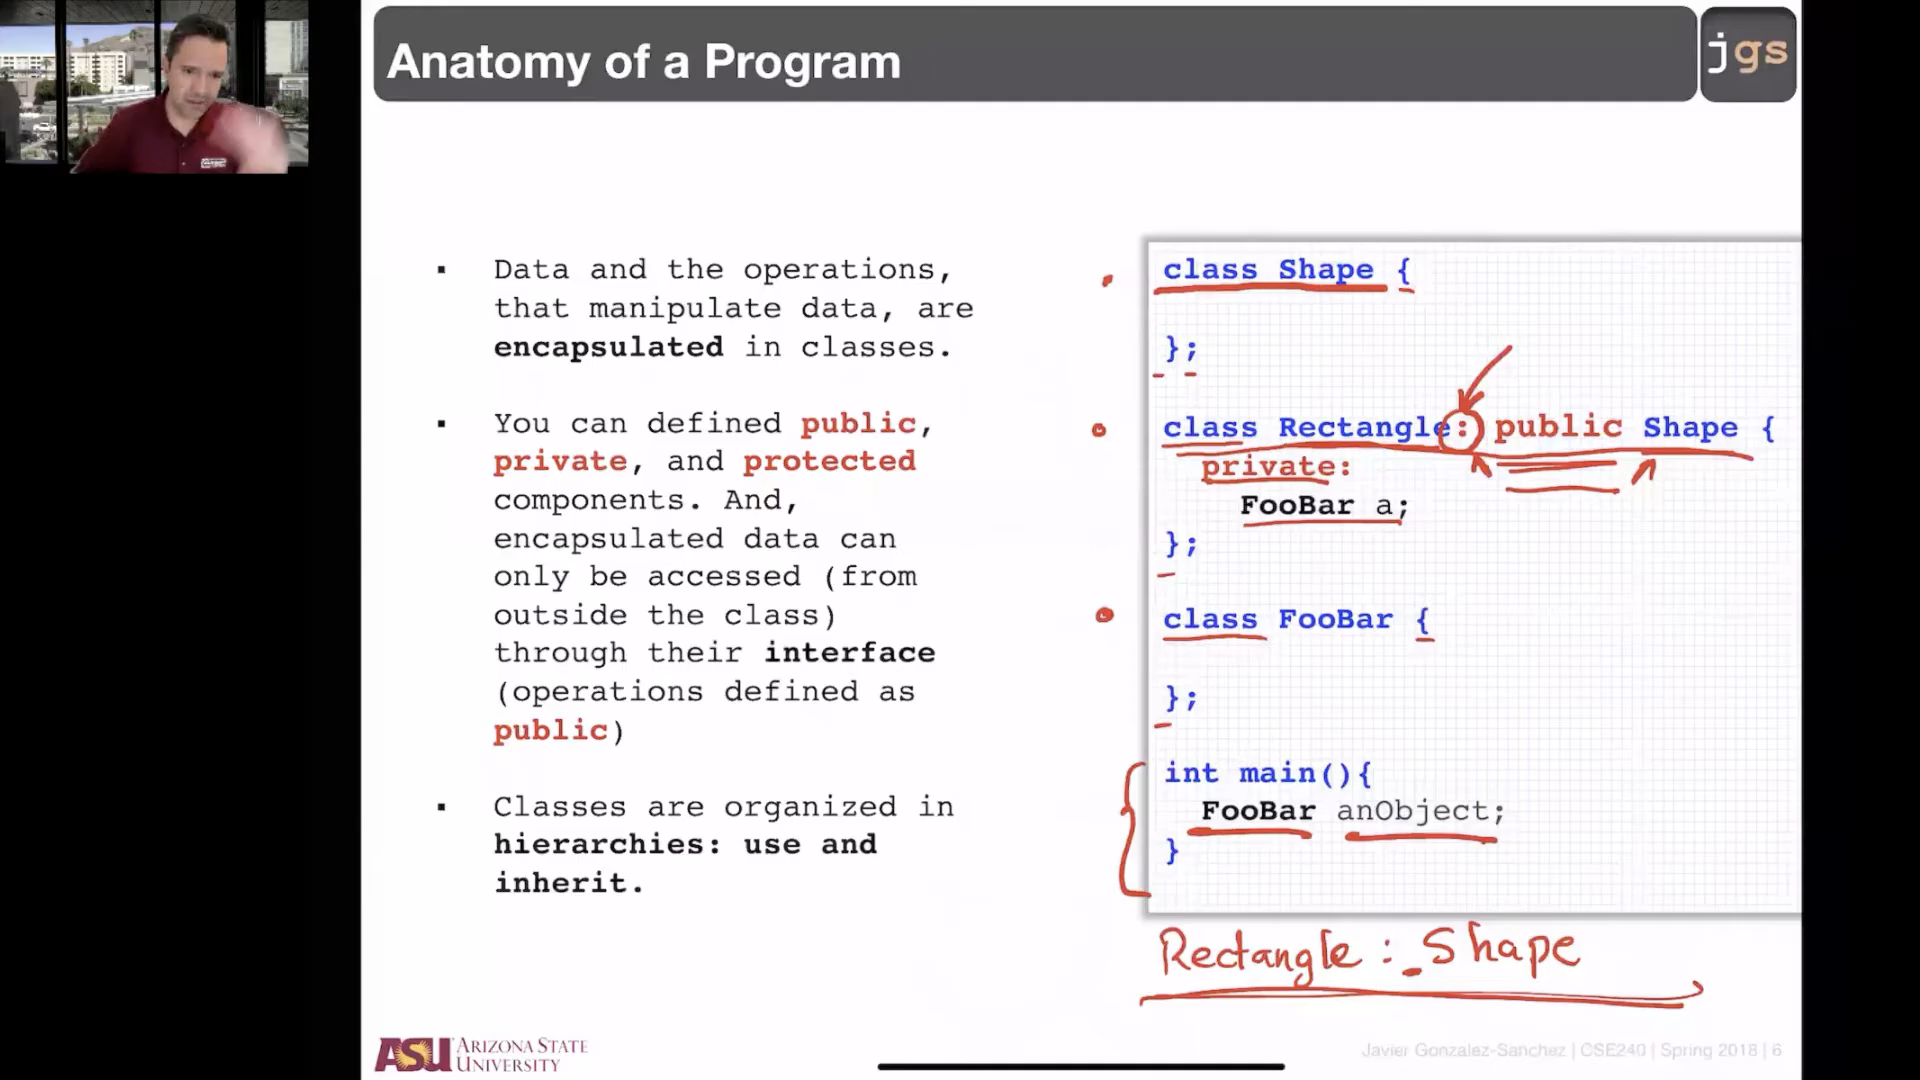 Anatomy of a Program
jgs
▪ Data and the operations,
that manipulate data, are
encapsulated in classes.
▪ You can defined public,
private, and protected
components. And,
encapsulated data can
only be accessed (from
outside the class)
through their interface
(operations defined as
public)
▪ Classes are organized in
hierarchies: use and
inherit.
class Shape {
};
class Rectangle: public Shape {
private:
FooBar a;
};
class FooBar {
};
int main(){
FooBar anObject;
}
Rectangle : Shape
ASU ARIZONA STATE
UNIVERSITY
Javier Gonzalez-Sanchez | CSE240 | Spring 2018 | 6